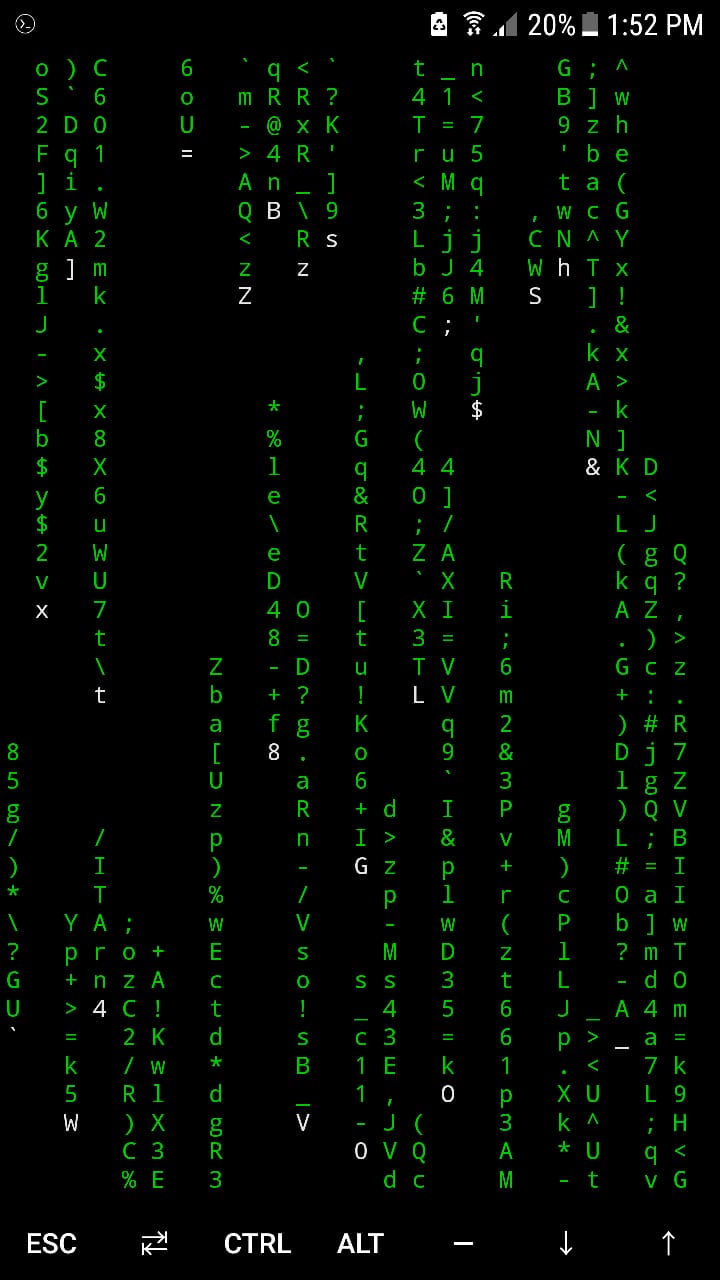 1:52 PM 20%
o ) C 6 ` q < ` t _ n G ; ^
S ` 6 o m R R ? 4 1 < B ] w
2 D O U - @ x K T = 7 9 z h
F q 1 = > 4 R ' r u 5 ' b e
] i . A n _ ] < M q t a (
6 y W Q B \ 9 3 ; : , w c G
K A 2 < R s L j j C N ^ Y
g ] m z z b J 4 W h T x
l k Z # 6 M S ] !
J . C ; ' . &
- x , ; q k x
> $ L O j A >
[ x * ; W $ - k
b 8 % G ( N ]
$ X l q 4 4 & K D
y 6 e & O ] - <
$ u \ R ; / L J
2 W e t Z A ( g Q
v U D V ` X R k q ?
x 7 4 O [ X I i A Z ,
t 8 = t 3 = ; . ) >
\ Z - D u T V 6 G c z
t b + ? ! L V m + : .
a f g K q 2 ) # R
8 [ 8 . o 9 & D j 7
5 U a 6 ` 3 l g Z
g z R + d I P g ) Q V
/ / p n I > & v M L ; B
) I ) - G z p + ) # = I
* T % / p l r c O a I
\ Y A ; w V - w ( P b ] w
? p r o + E s M D z l ? m T
G + n z A c o s s 3 t L - d O
U > 4 C ! t ! _ 4 5 6 J _ A 4 m
` = 2 K d s c 3 = 6 p > _ a =
k / w * B 1 E k 1 . < 7 k
5 R l d _ 1 , O p X U L 9
W ) X g V - J ( 3 k ^ ; H
C 3 R O V Q A * U q <
% E 3 d c M - t v G
ESC ⇄ CTRL ALT — ↓ ↑